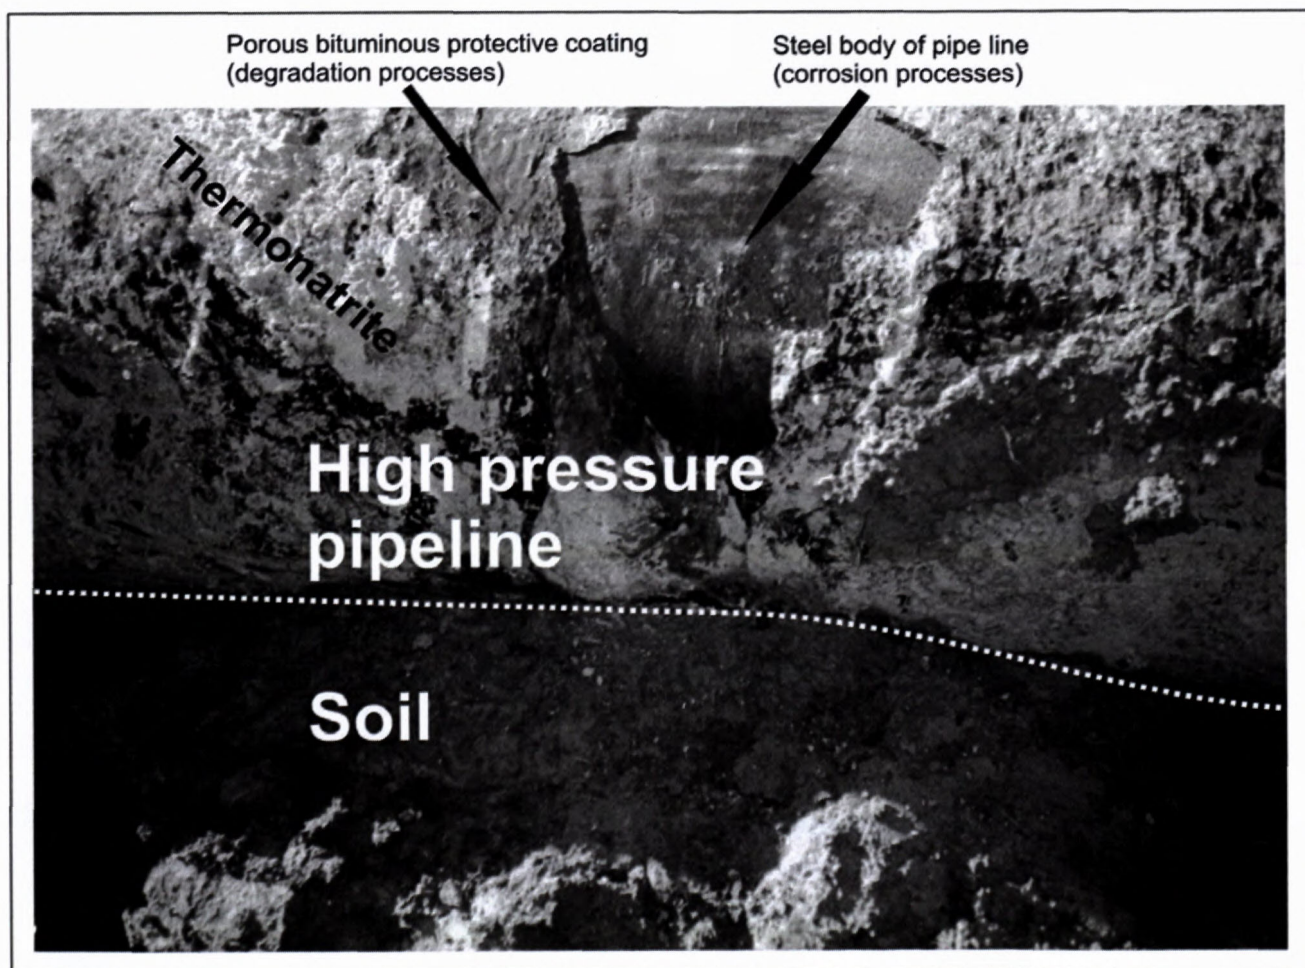 Porous bituminous protective coating
(degradation processes)
Steel body of pipe line
(corrosion processes)
Thermonatrite
High pressure
pipeline
Soil